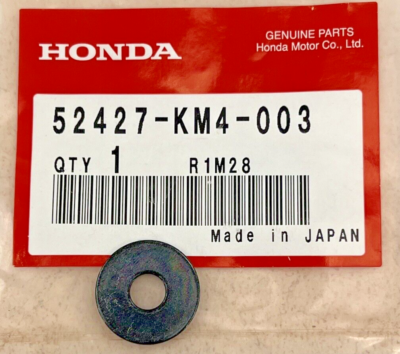 HONDA
GENUINE PARTS
Honda Motor Co., Ltd.
52427-KM4-003
QTY 1 R1M28
Made in JAPAN